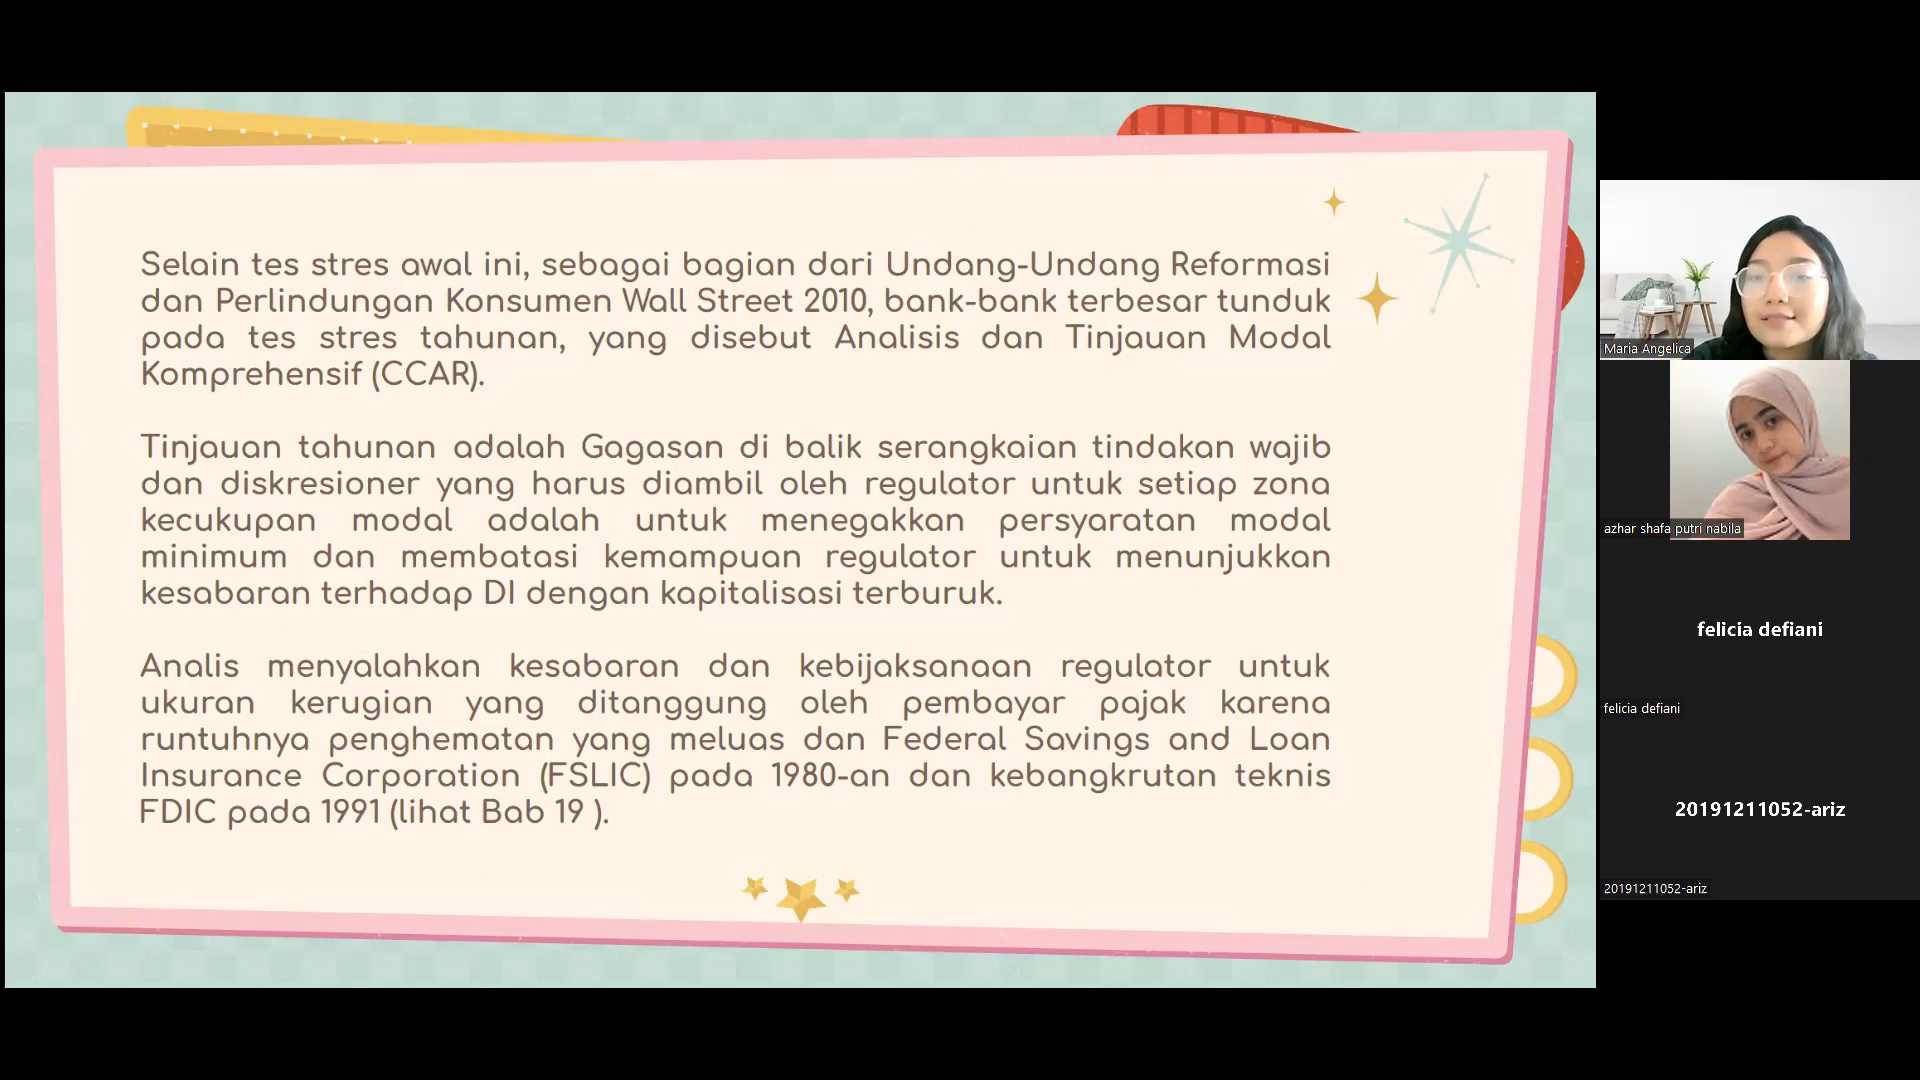 Selain tes stres awal ini, sebagai bagian dari Undang-Undang Reformasi
dan Perlindungan Konsumen Wall Street 2010, bank-bank terbesar tunduk
pada tes stres tahunan, yang disebut Analisis dan Tinjauan Modal
Komprehensif (CCAR).
Tinjauan tahunan adalah Gagasan di balik serangkaian tindakan wajib
dan diskresioner yang harus diambil oleh regulator untuk setiap zona
kecukupan modal adalah untuk menegakkan persyaratan modal
minimum dan membatasi kemampuan regulator untuk menunjukkan
kesabaran terhadap DI dengan kapitalisasi terburuk.
Analis menyalahkan kesabaran dan kebijaksanaan regulator untuk
ukuran kerugian yang ditanggung oleh pembayar pajak karena
runtuhnya penghematan yang meluas dan Federal Savings and Loan
Insurance Corporation (FSLIC) pada 1980-an dan kebangkrutan teknis
FDIC pada 1991 (lihat Bab 19 ).
Maria Angelica
azhar shafa putri nabila
felicia defiani
felicia defiani
20191211052-ariz
20191211052-ariz